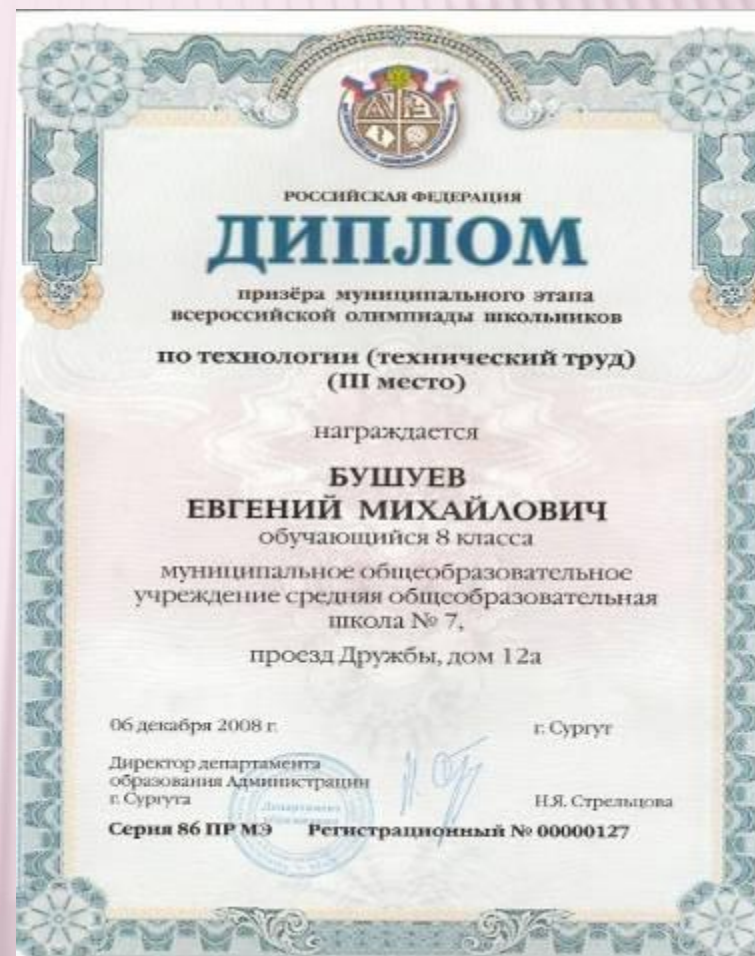 РОССИЙСКАЯ ФЕДЕРАЦИЯ
ДИПЛОМ
призёра муниципального этапа
всероссийской олимпиады школьников
по технологии (технический труд)
(III место)
награждается
БУШУЕВ
ЕВГЕНИЙ МИХАЙЛОВИЧ
обучающийся 8 класса
муниципальное общеобразовательное
учреждение средняя общеобразовательная
школа № 7,
проезд Дружбы, дом 12а
06 декабря 2008 г. г. Сургут
Директор департамента
образования Администрации
г. Сургута Н.Я. Стрельцова
Департамент
образования
Серия 86 ПР МЭ Регистрационный № 00000127